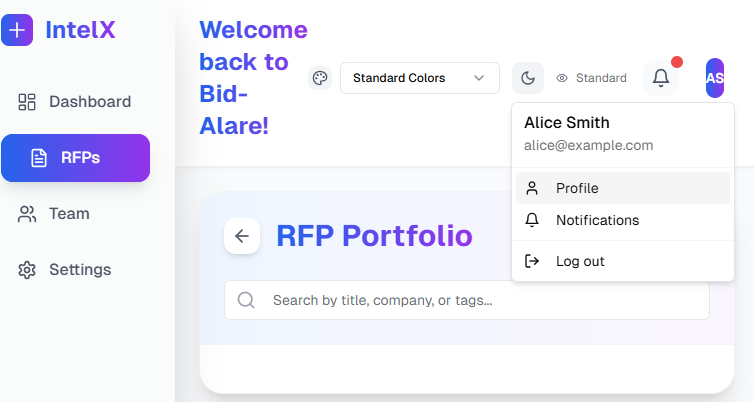 IntelX
Dashboard
RFPs
Team
Settings
Welcome
back to
Bid-
Alare!
Standard Colors
Standard
AS
Alice Smith
alice@example.com
Profile
Notifications
Log out
RFP Portfolio
Search by title, company, or tags...